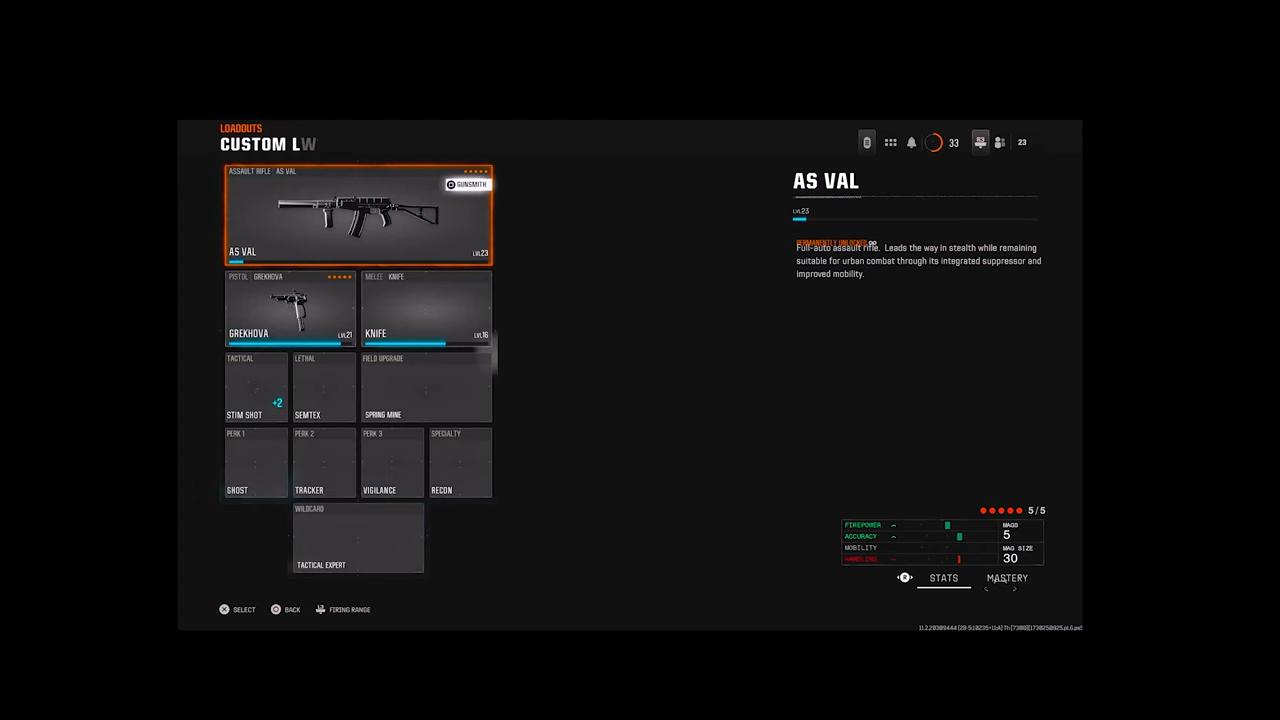 LOADOUTS
CUSTOM LW
33
23
ASSAULT RIFLE AS VAL
GUNSMITH
AS VAL
LVL23
PISTOL GREKHOVA
GREKHOVA
LVL21
MELEE KNIFE
KNIFE
LVL16
TACTICAL
+2
STIM SHOT
LETHAL
SEMTEX
FIELD UPGRADE
SPRING MINE
PERK 1
GHOST
PERK 2
TRACKER
PERK 3
VIGILANCE
SPECIALTY
RECON
WILDCARD
TACTICAL EXPERT
SELECT
BACK
FIRING RANGE
AS VAL
LVL23
PERMANENTLY UNLOCKED
Full-auto assault rifle. Leads the way in stealth while remaining
suitable for urban combat through its integrated suppressor and
improved mobility.
5/5
FIREPOWER
ACCURACY
MOBILITY
HANDLING
MAGS
5
MAG SIZE
30
R
STATS
MASTERY